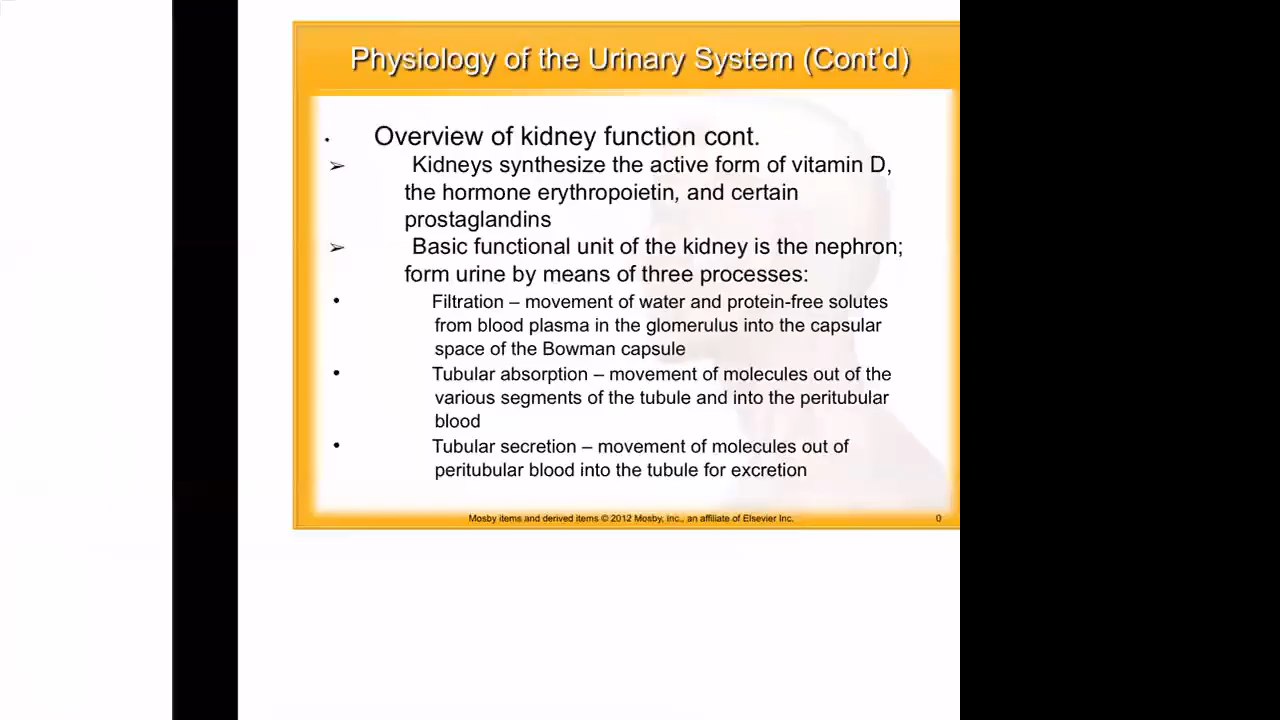 Physiology of the Urinary System (Cont'd)
• Overview of kidney function cont.
➢ Kidneys synthesize the active form of vitamin D,
the hormone erythropoietin, and certain
prostaglandins
➢ Basic functional unit of the kidney is the nephron;
form urine by means of three processes:
• Filtration – movement of water and protein-free solutes
from blood plasma in the glomerulus into the capsular
space of the Bowman capsule
• Tubular absorption – movement of molecules out of the
various segments of the tubule and into the peritubular
blood
• Tubular secretion – movement of molecules out of
peritubular blood into the tubule for excretion
Mosby items and derived items © 2012 Mosby, Inc., an affiliate of Elsevier Inc. 0